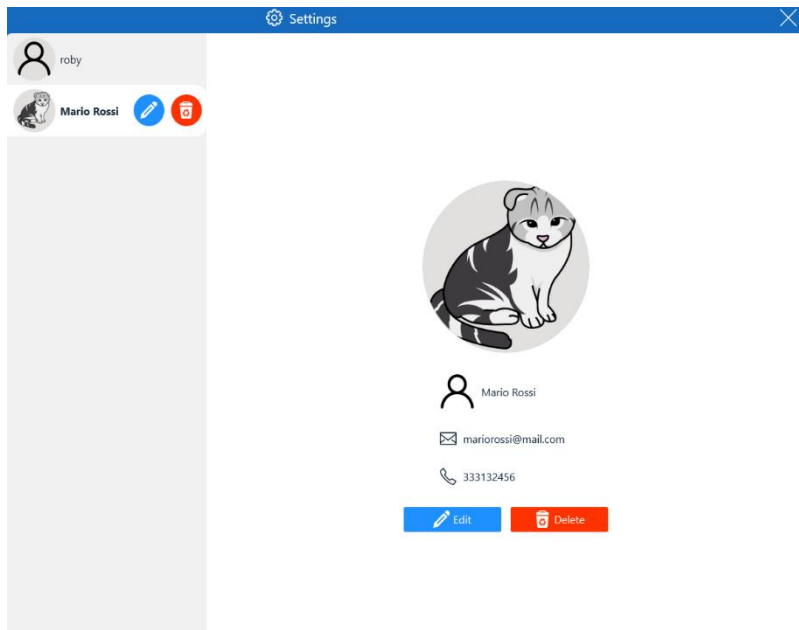 Settings
roby
Mario Rossi
Mario Rossi
mariorossi@mail.com
333132456
Edit
Delete